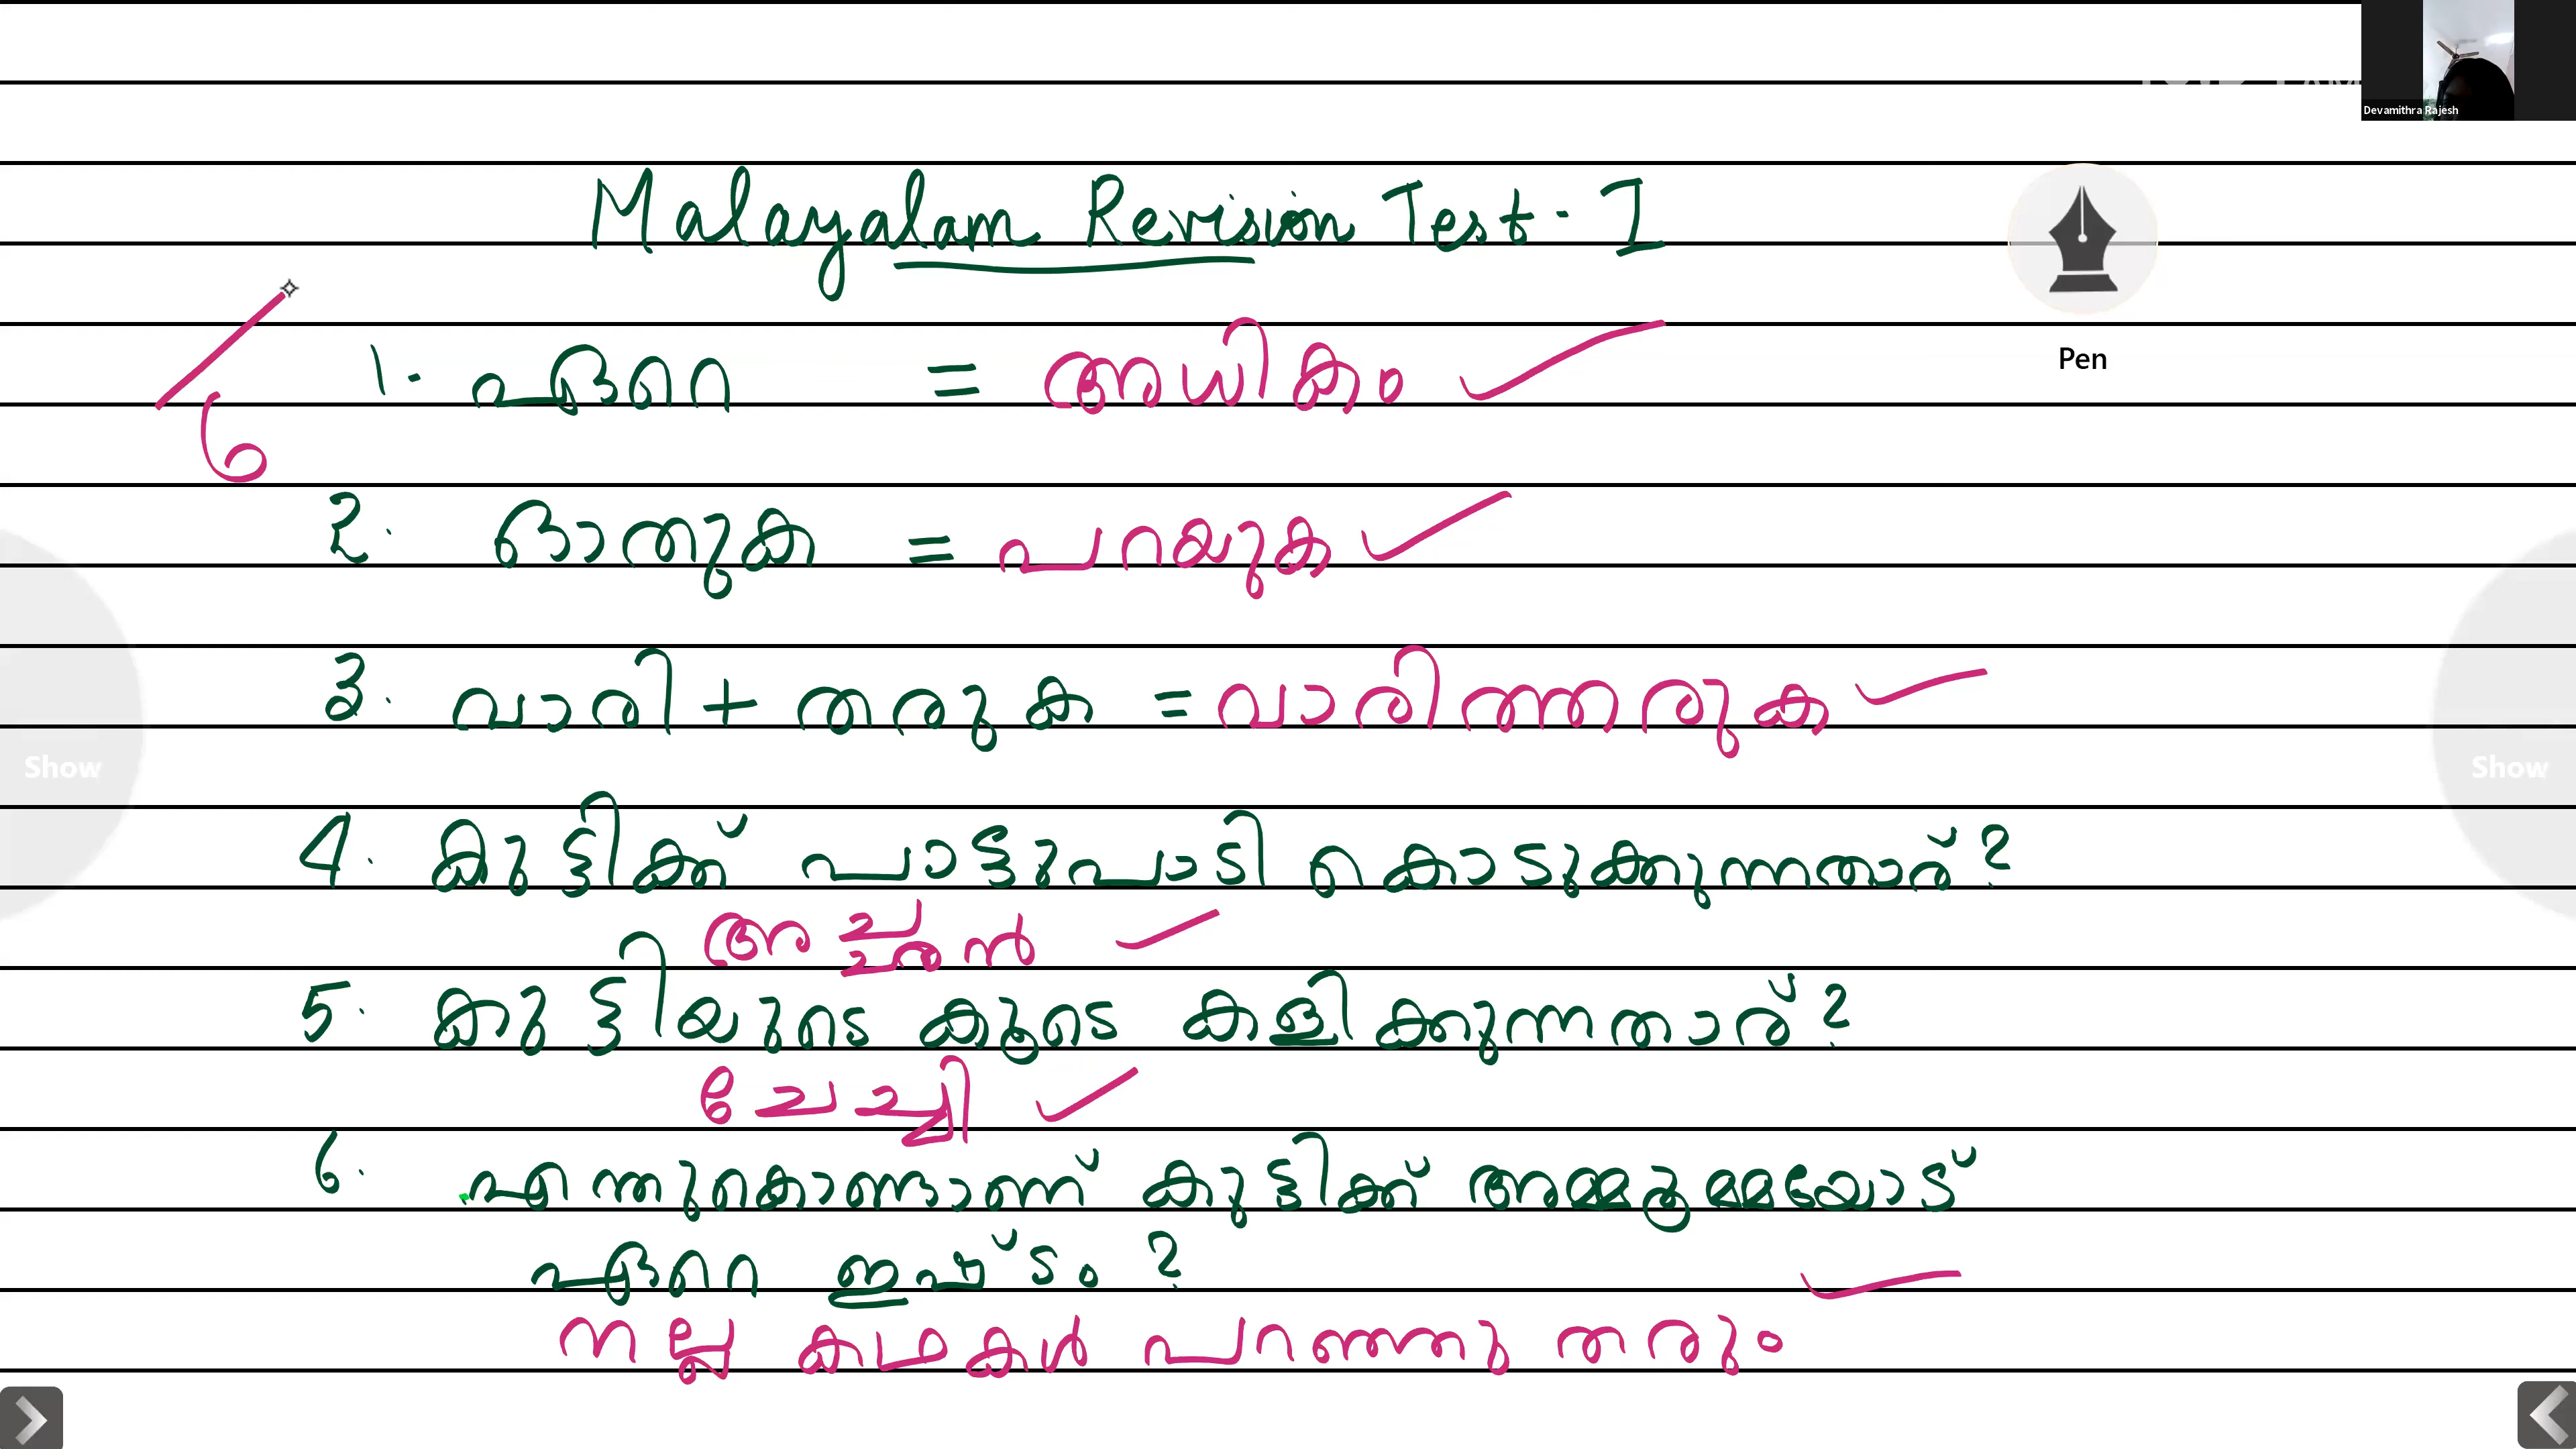 Devamithra Rajesh
Malayalam Revision Test - I
Pen
6
1. ഏറെ = അധികം
2. ഓതുക = പറയുക
3. വാരി + തരുക = വാരിത്തരുക
Show
Show
4. കുട്ടിക്ക് പാട്ടുപാടി കൊടുക്കുന്നതാര്?
അച്ഛൻ
5. കുട്ടിയുടെ കൂടെ കളിക്കുന്നതാര്?
ചേച്ചി
6. എന്തുകൊണ്ടാണ് കുട്ടിക്ക് അമ്മൂമ്മയോട്
ഏറെ ഇഷ്ടം?
നല്ല കഥകൾ പറഞ്ഞു തരും